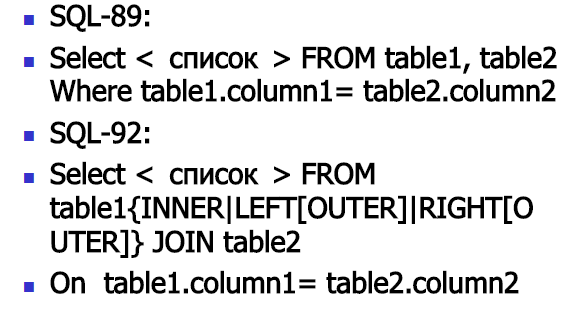 SQL-89:
Select < список > FROM table1, table2
Where table1.column1= table2.column2
SQL-92:
Select < список > FROM
table1{INNER|LEFT[OUTER]|RIGHT[O
UTER]} JOIN table2
On table1.column1= table2.column2